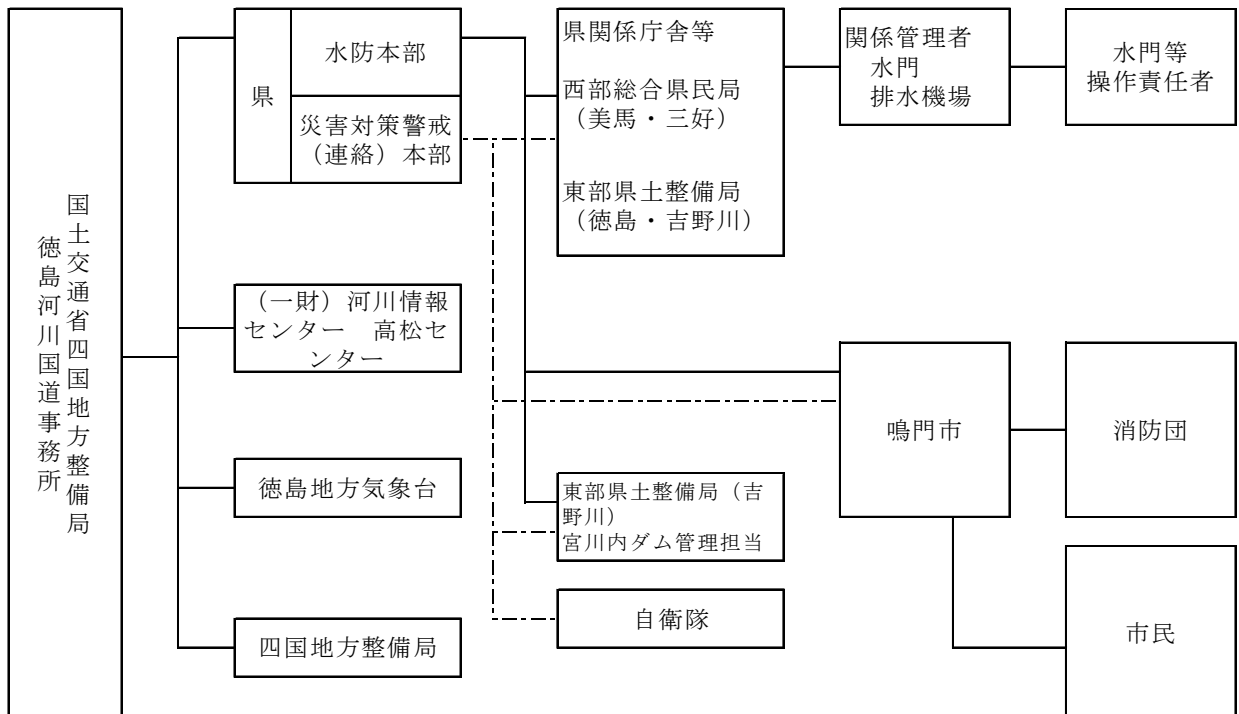 国土交通省四国地方整備局
徳島河川国道事務所
県
水防本部
災害対策警戒
（連絡）本部
（一財）河川情報
センター　高松セ
ンター
徳島地方気象台
四国地方整備局
県関係庁舎等
西部総合県民局
（美馬・三好）
東部県土整備局
（徳島・吉野川）
東部県土整備局（吉
野川）
宮川内ダム管理担当
自衛隊
関係管理者
水門
排水機場
鳴門市
水門等
操作責任者
消防団
市民